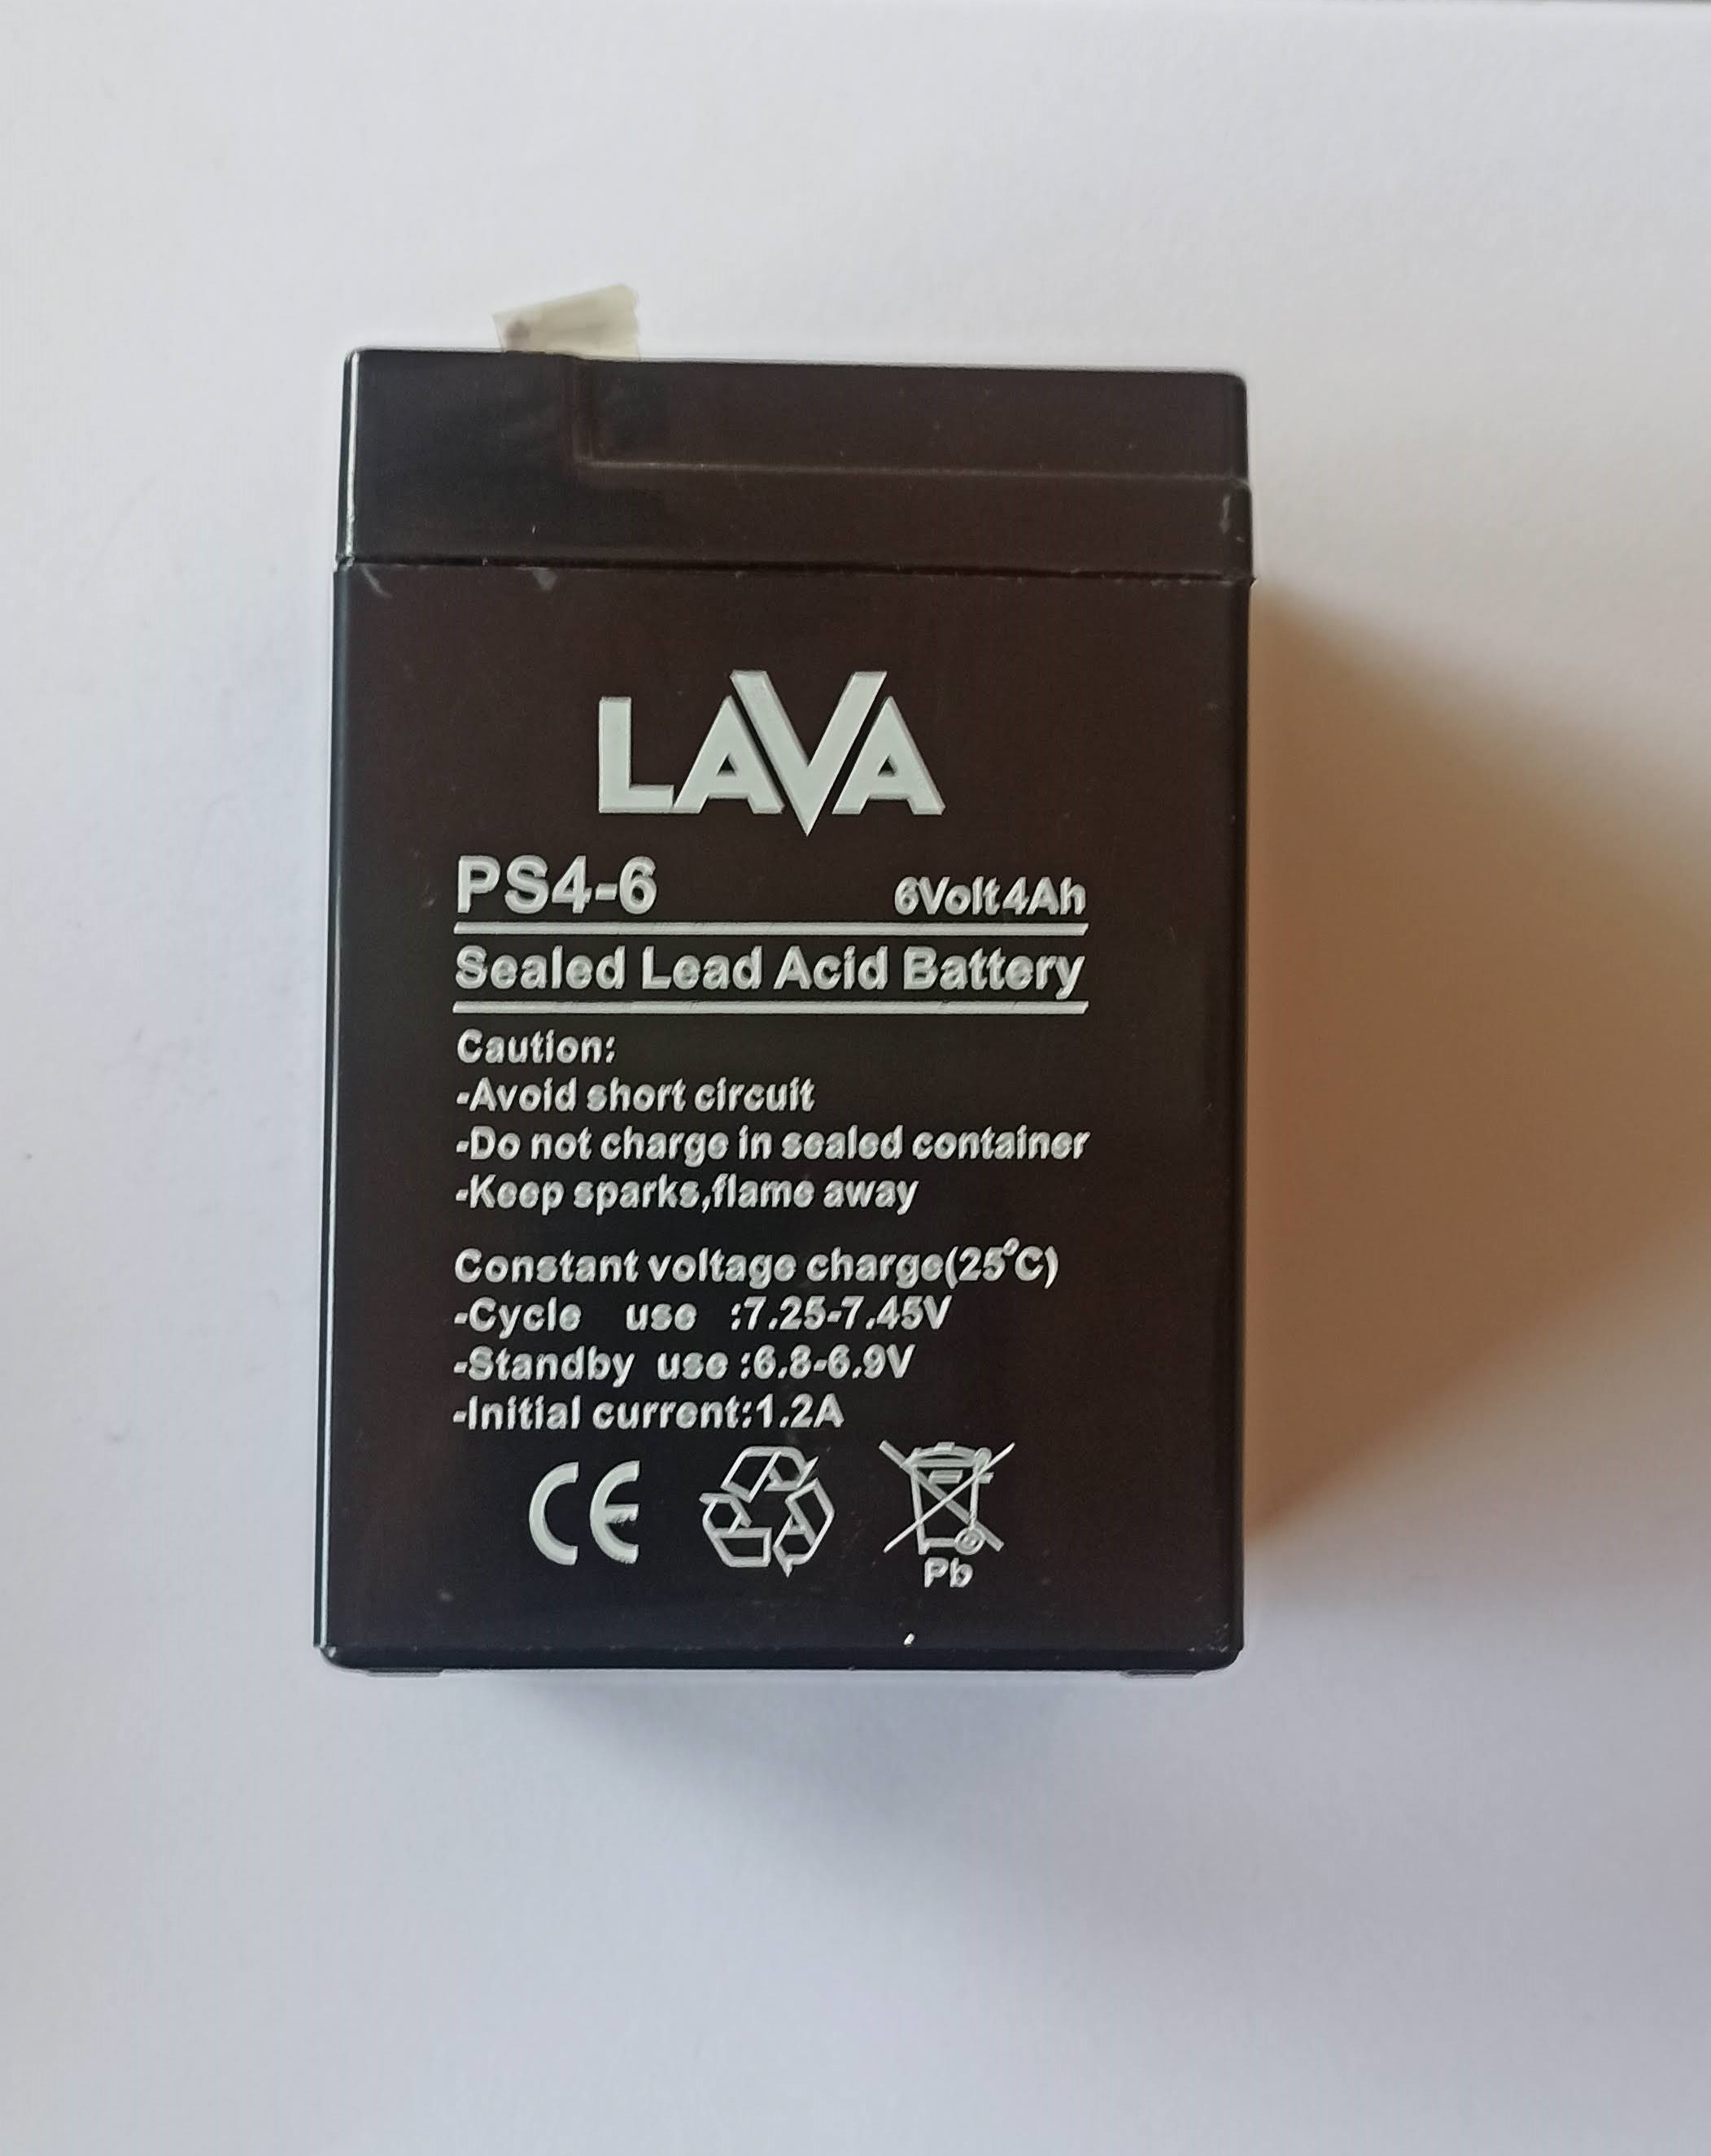 LAVA
PS4-6 6Volt4Ah
Sealed Lead Acid Battery
Caution:
-Avoid short circuit
-Do not charge in sealed container
-Keep sparks,flame away
Constant voltage charge(25°C)
-Cycle use :7.25-7.45V
-Standby use :6.8-6.9V
-Initial current:1.2A
CE
Pb